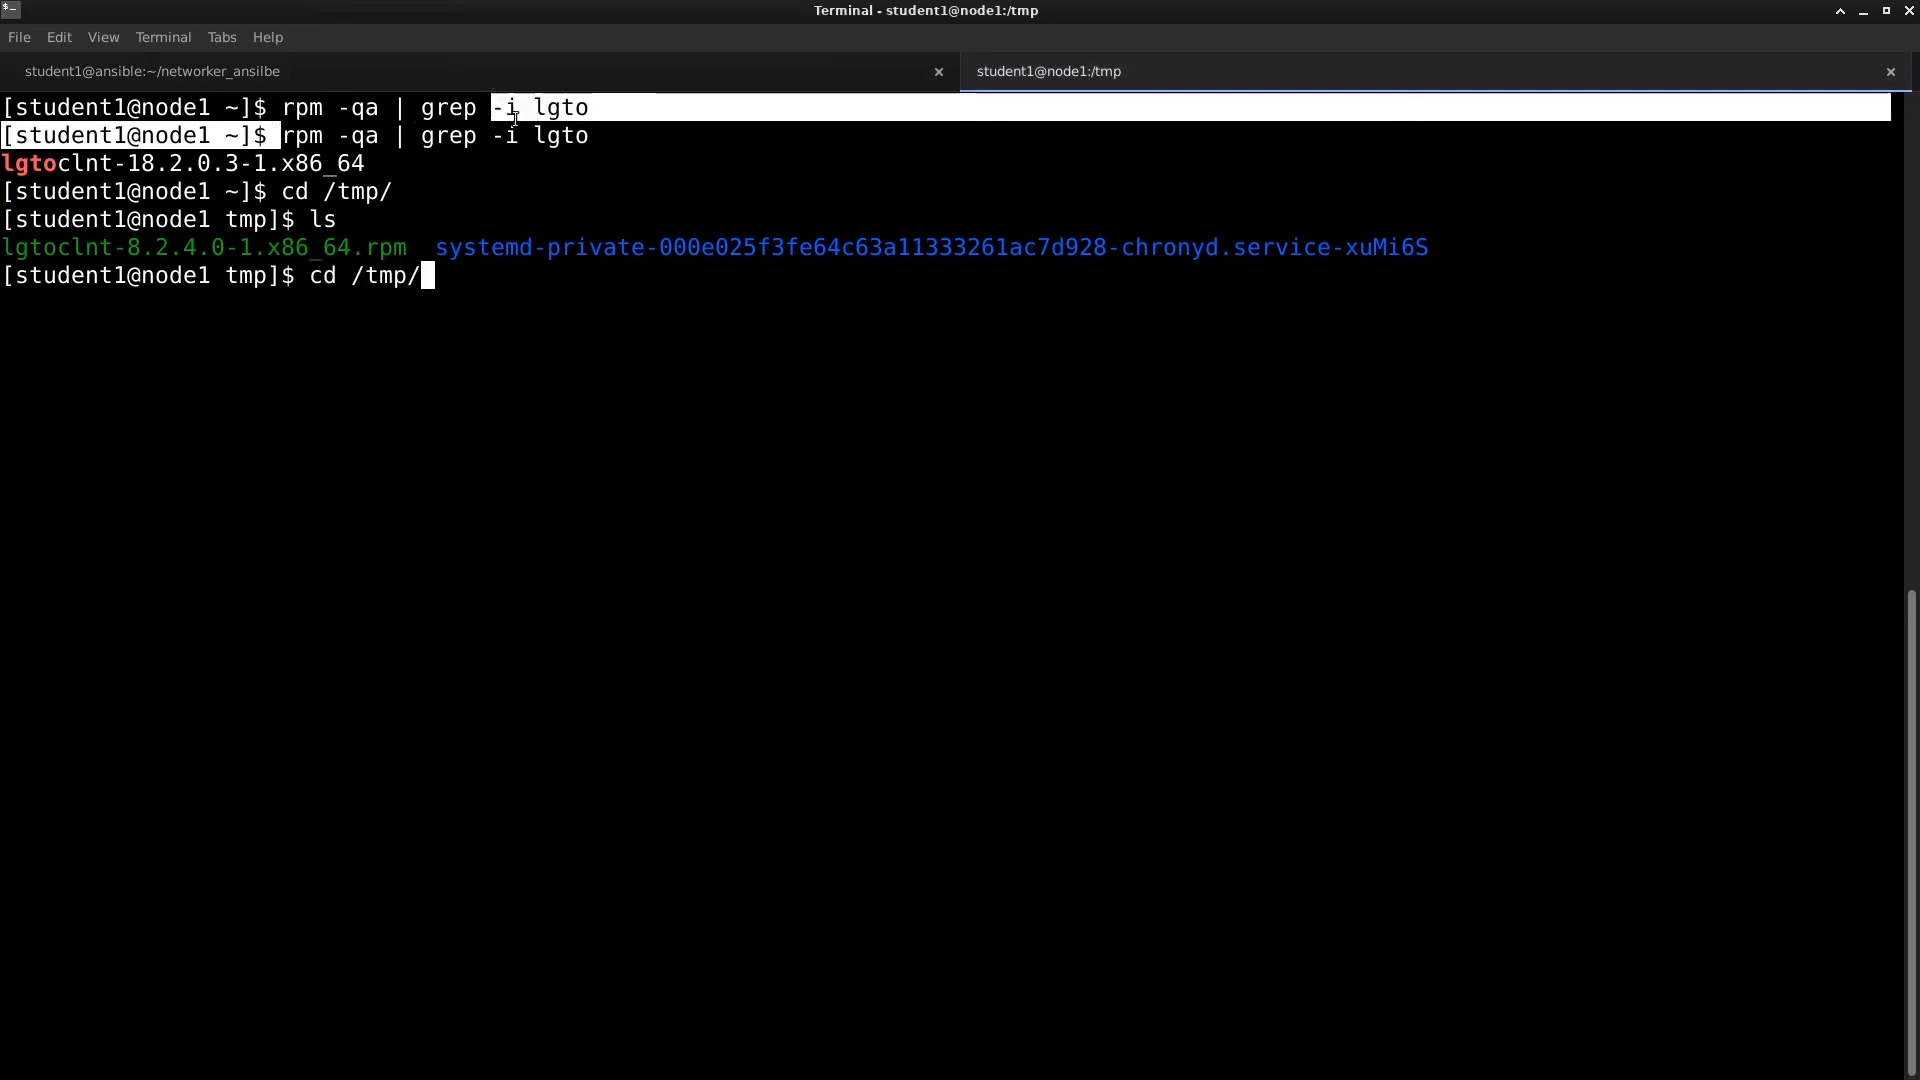 Terminal - student1@node1:/tmp
File Edit View Terminal Tabs Help
student1@ansible:~/networker_ansilbe
student1@node1:/tmp
[student1@node1 ~]$ rpm -qa | grep -i lgto
[student1@node1 ~]$ rpm -qa | grep -i lgto
lgtoclnt-18.2.0.3-1.x86_64
[student1@node1 ~]$ cd /tmp/
[student1@node1 tmp]$ ls
lgtoclnt-8.2.4.0-1.x86_64.rpm  systemd-private-000e025f3fe64c63a11333261ac7d928-chronyd.service-xuMi6S
[student1@node1 tmp]$ cd /tmp/